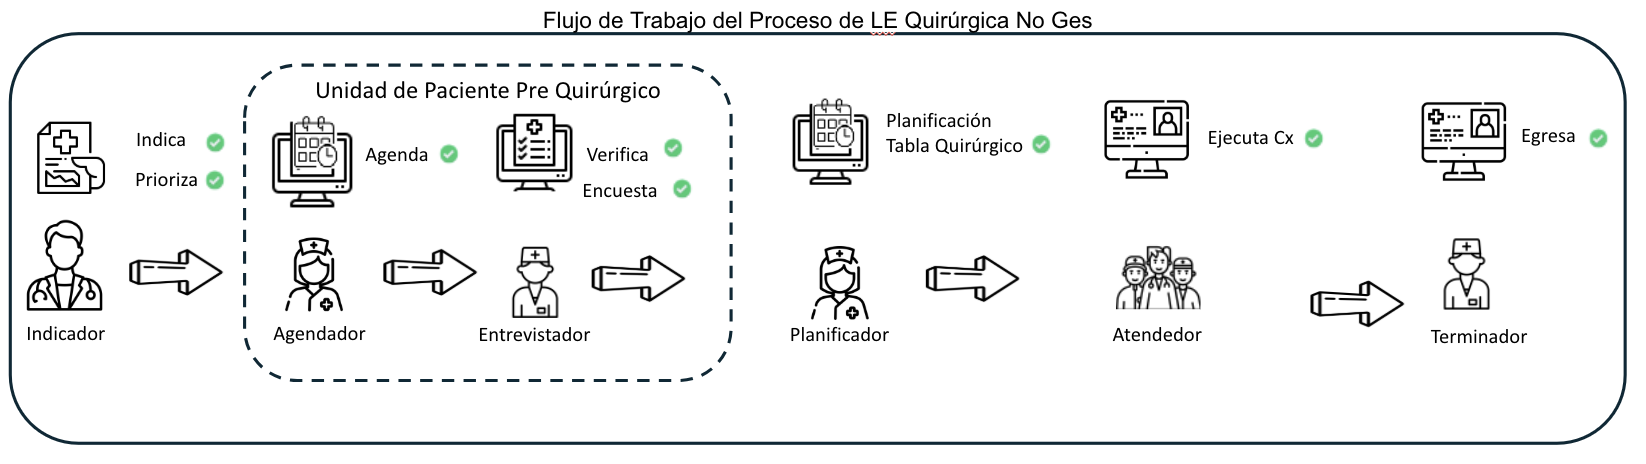 Flujo de Trabajo del Proceso de LE Quirúrgica No Ges
Unidad de Paciente Pre Quirúrgico
Indica
Prioriza
Agenda
Verifica
Encuesta
Planificación
Tabla Quirúrgico
Ejecuta Cx
Egresa
Indicador
Agendador
Entrevistador
Planificador
Atendedor
Terminador